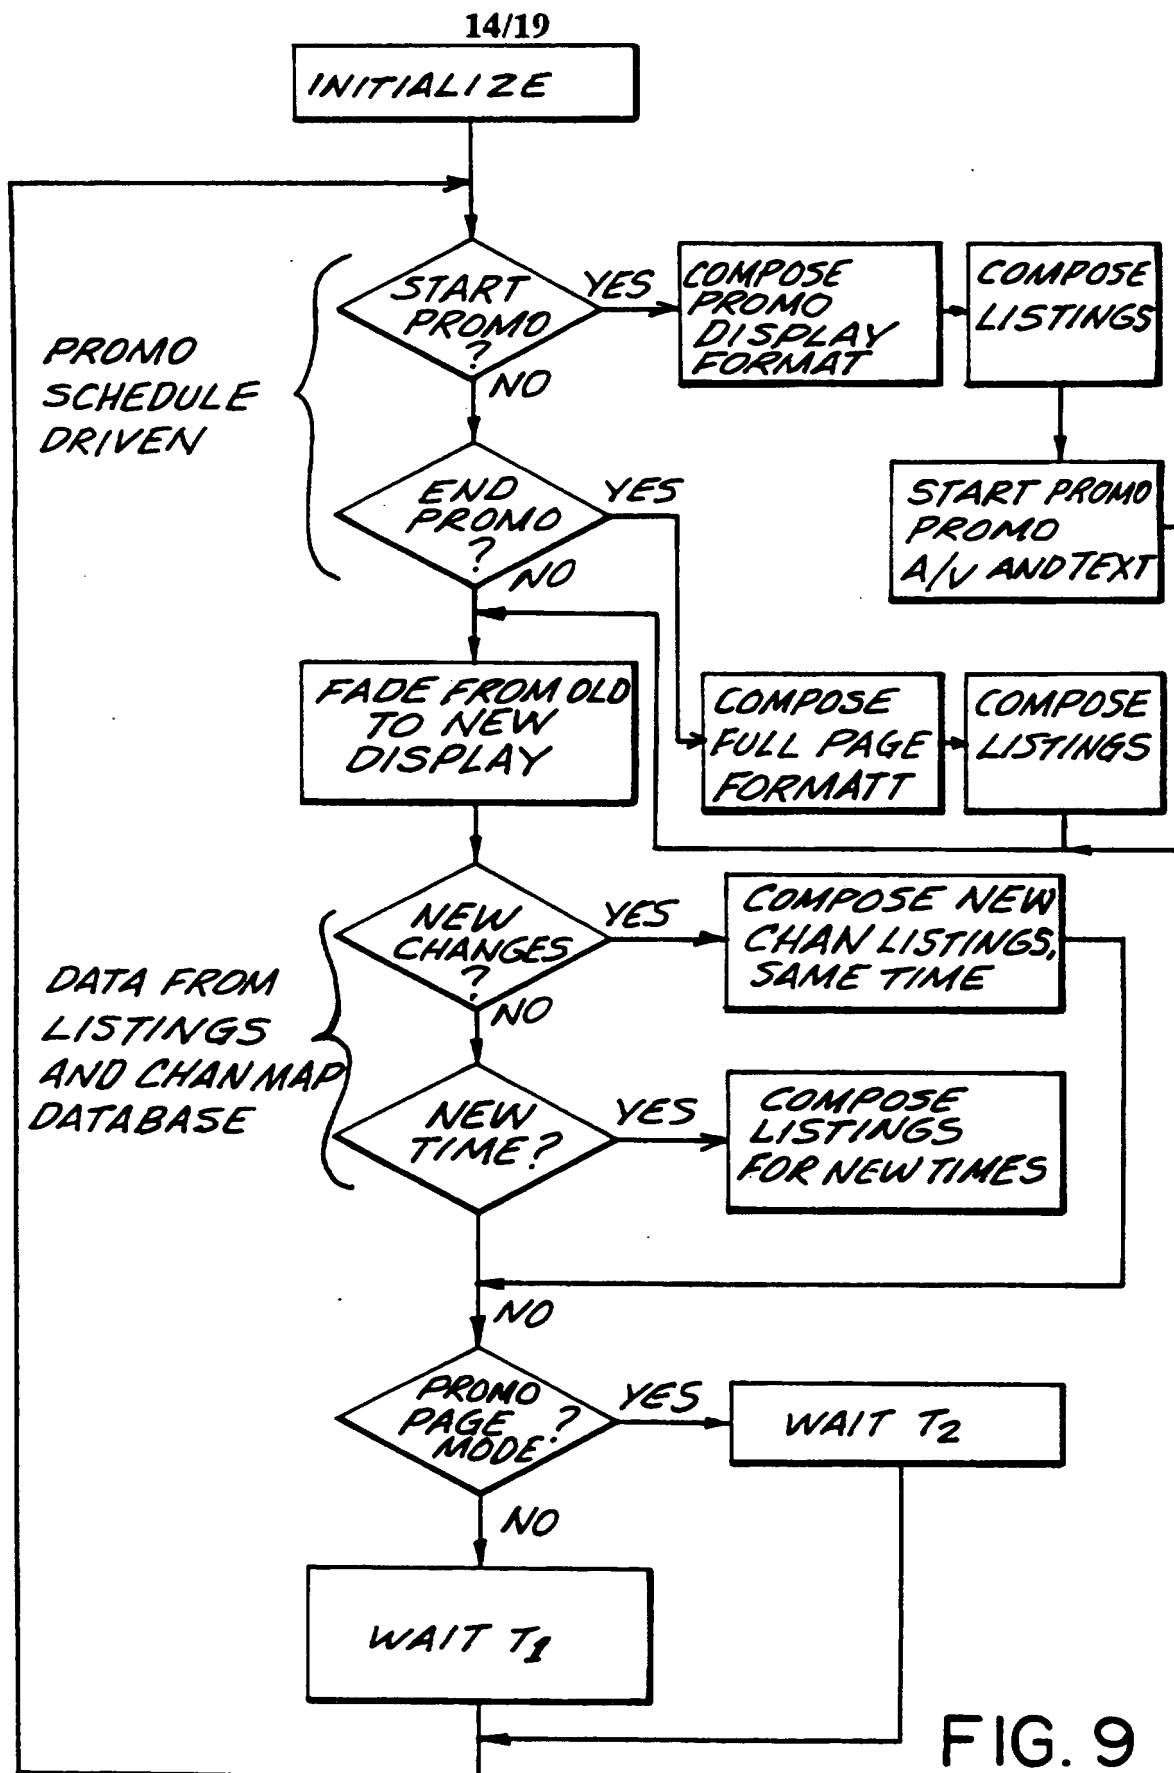 14/19
INITIALIZE
START
PROMO
?
YES
NO
COMPOSE
PROMO
DISPLAY
FORMAT
COMPOSE
LISTINGS
PROMO
SCHEDULE
DRIVEN
END
PROMO
?
YES
NO
START PROMO
PROMO
A/V AND TEXT
FADE FROM OLD
TO NEW
DISPLAY
COMPOSE
FULL PAGE
FORMATT
COMPOSE
LISTINGS
NEW
CHANGES
?
YES
NO
COMPOSE NEW
CHAN LISTINGS,
SAME TIME
DATA FROM
LISTINGS
AND CHAN MAP
DATABASE
NEW
TIME?
YES
COMPOSE
LISTINGS
FOR NEW TIMES
NO
PROMO
PAGE ?
MODE
YES
WAIT T2
NO
WAIT T1
FIG. 9